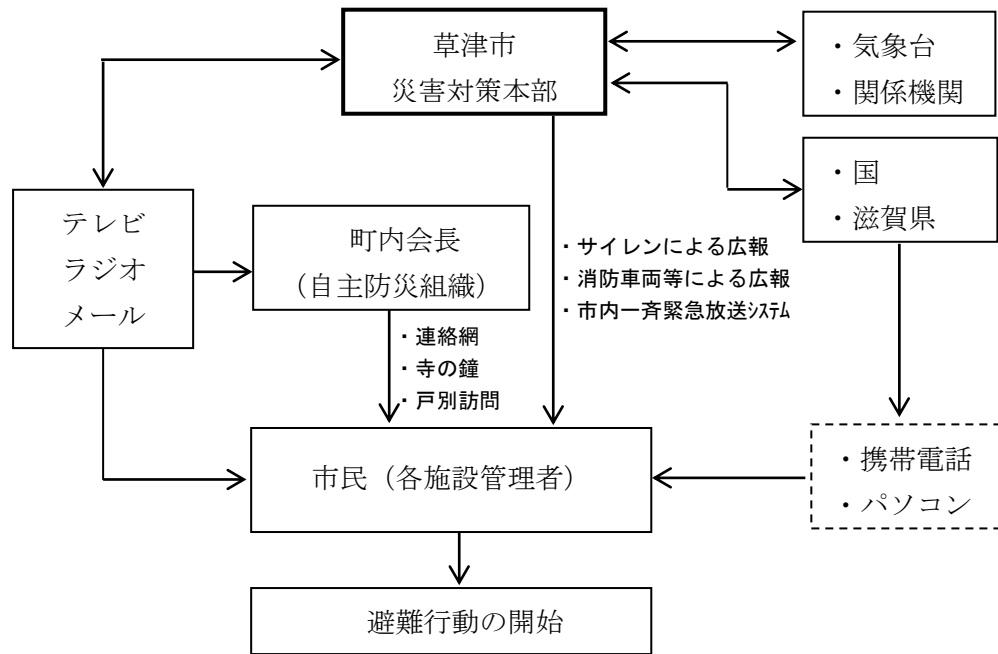 草津市
災害対策本部
・気象台
・関係機関
・国
・滋賀県
テレビ
ラジオ
メール
町内会長
（自主防災組織）
・サイレンによる広報
・消防車両等による広報
・市内一斉緊急放送ｼｽﾃﾑ
・連絡網
・寺の鐘
・戸別訪問
市民（各施設管理者）
・携帯電話
・パソコン
避難行動の開始